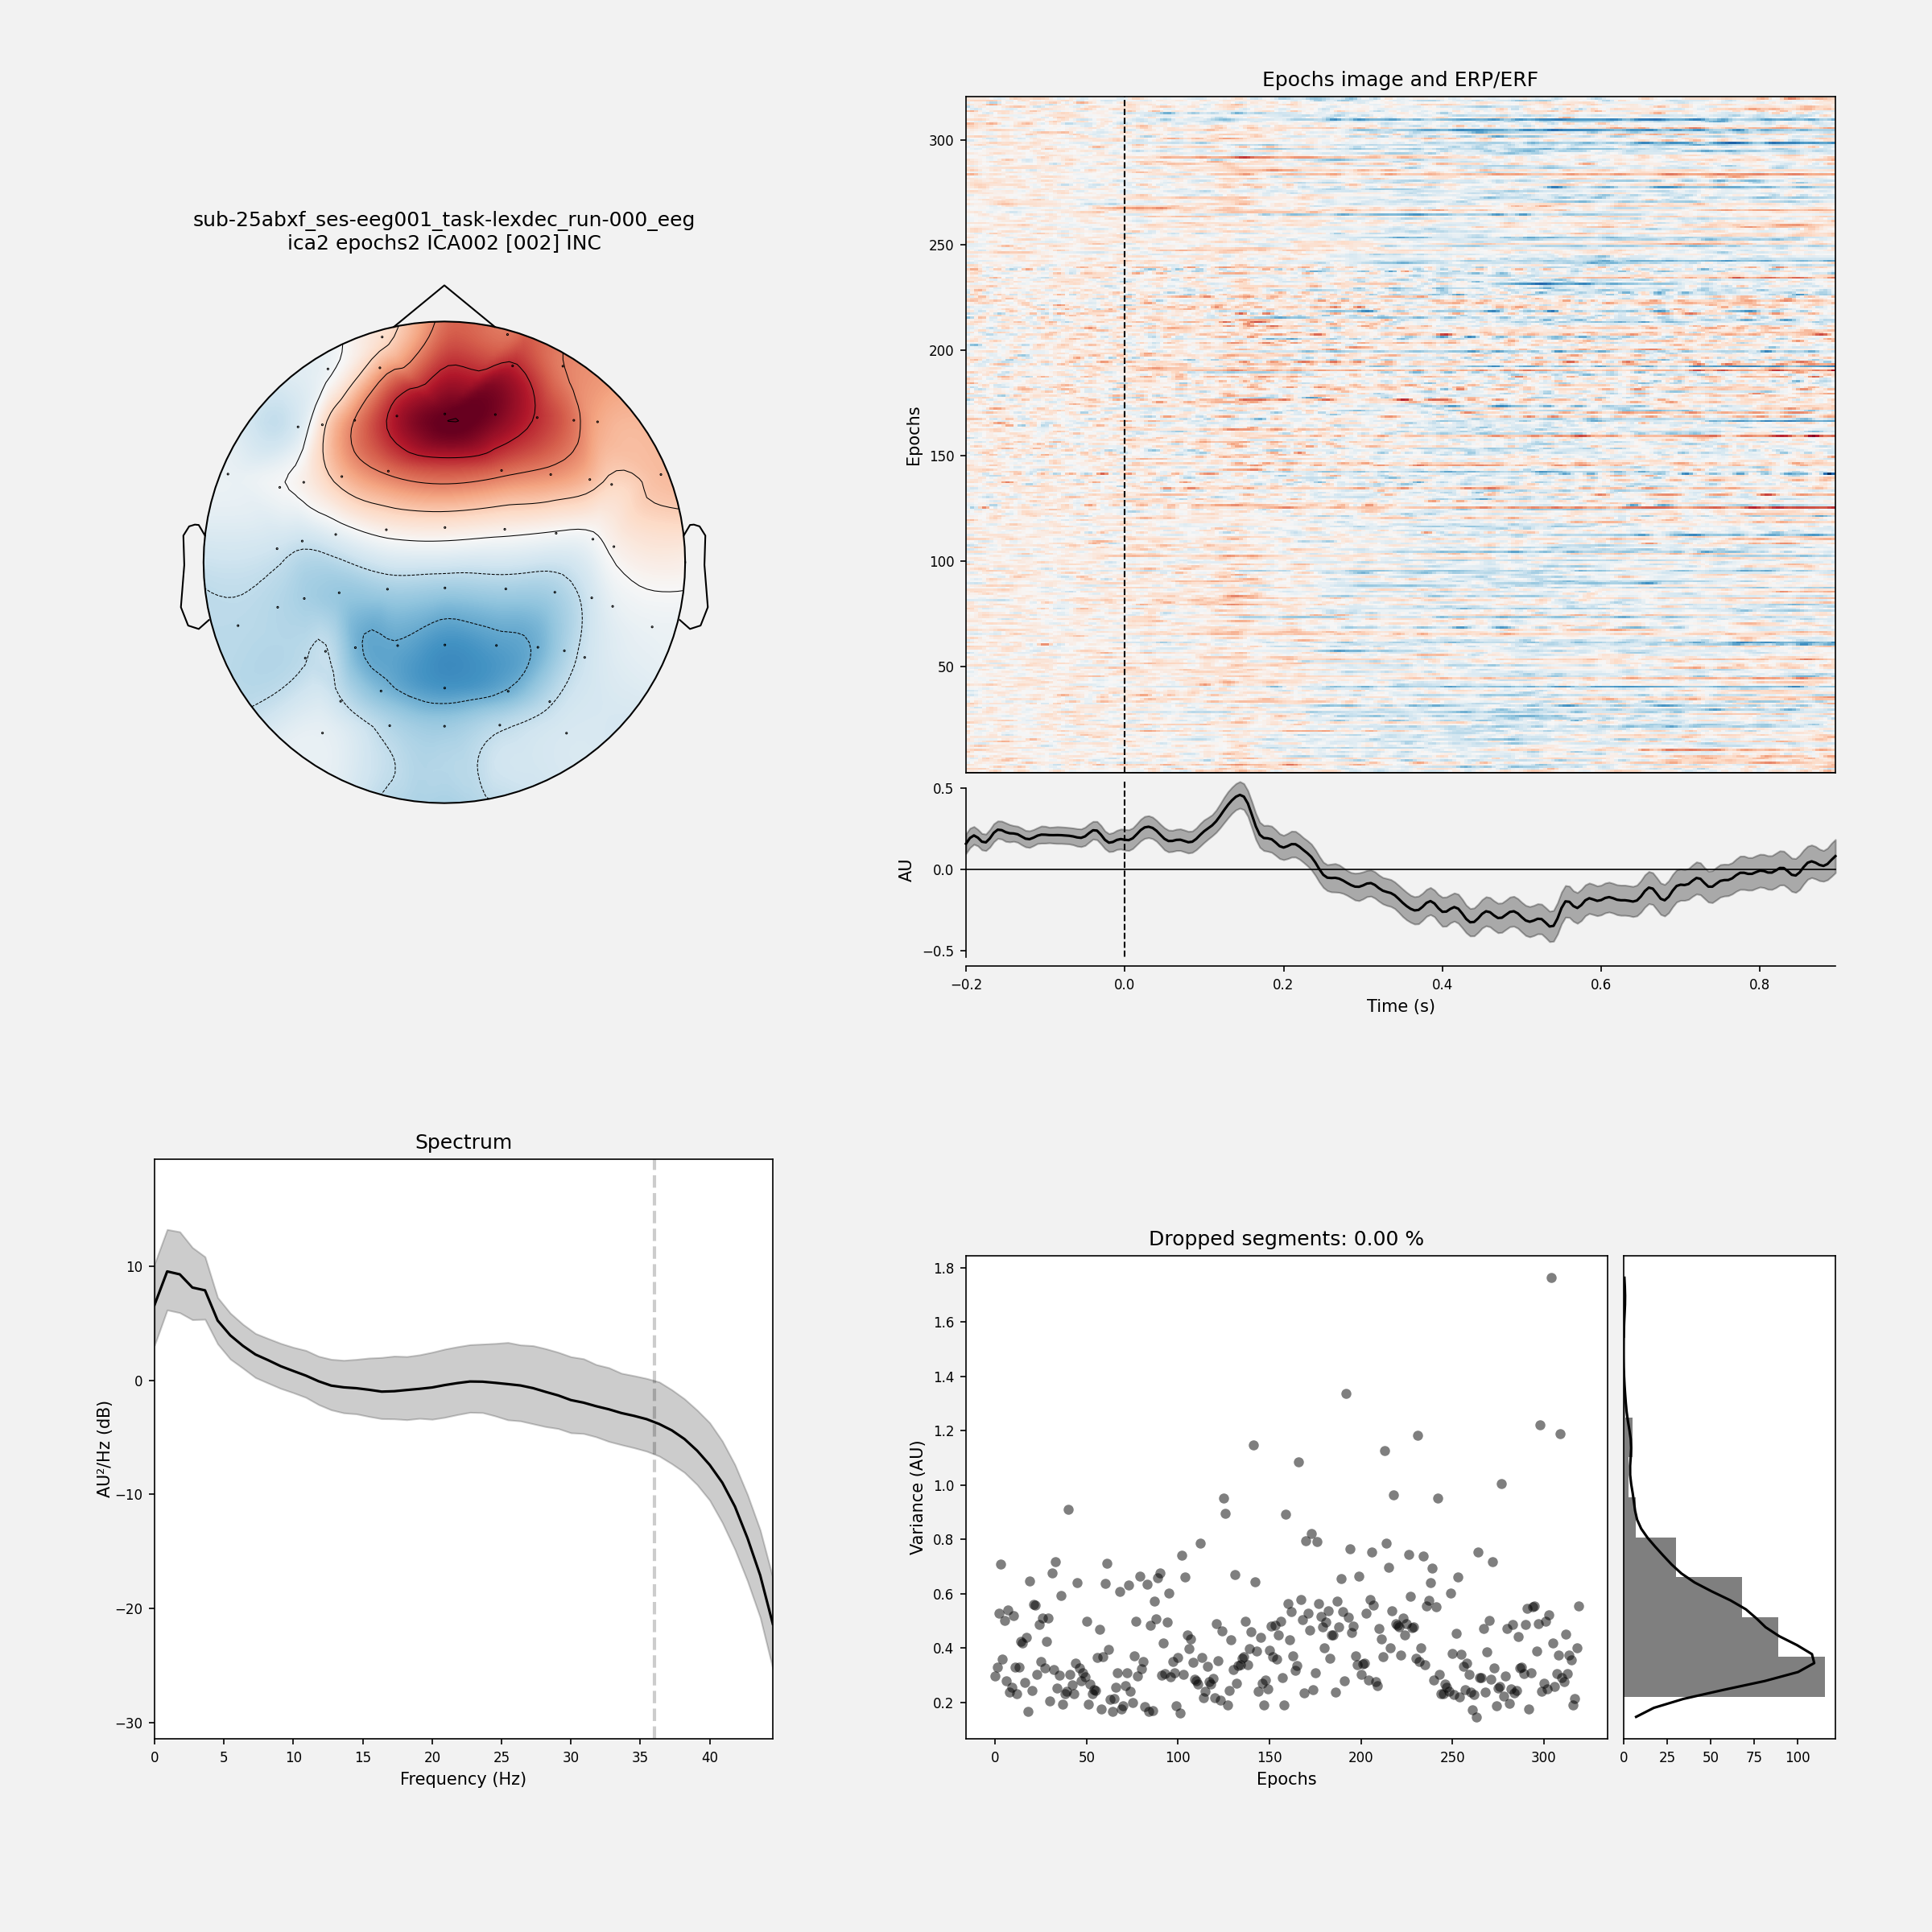 sub-25abxf_ses-eeg001_task-lexdec_run-000_eeg
ica2 epochs2 ICA002 [002] INC
Epochs image and ERP/ERF
Epochs
300
250
200
150
100
50
AU
0.5
0.0
−0.5
−0.2 0.0 0.2 0.4 0.6 0.8
Time (s)
Spectrum
AU²/Hz (dB)
10
0
−10
−20
−30
0 5 10 15 20 25 30 35 40
Frequency (Hz)
Dropped segments: 0.00 %
Variance (AU)
1.8
1.6
1.4
1.2
1.0
0.8
0.6
0.4
0.2
0 50 100 150 200 250 300
Epochs
0 25 50 75 100